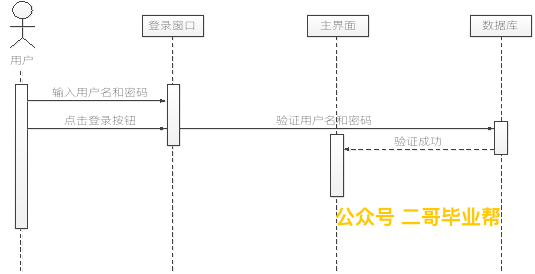 登录窗口
主界面
数据库
用户
输入用户名和密码
点击登录按钮
验证用户名和密码
验证成功
公众号 二哥毕业帮